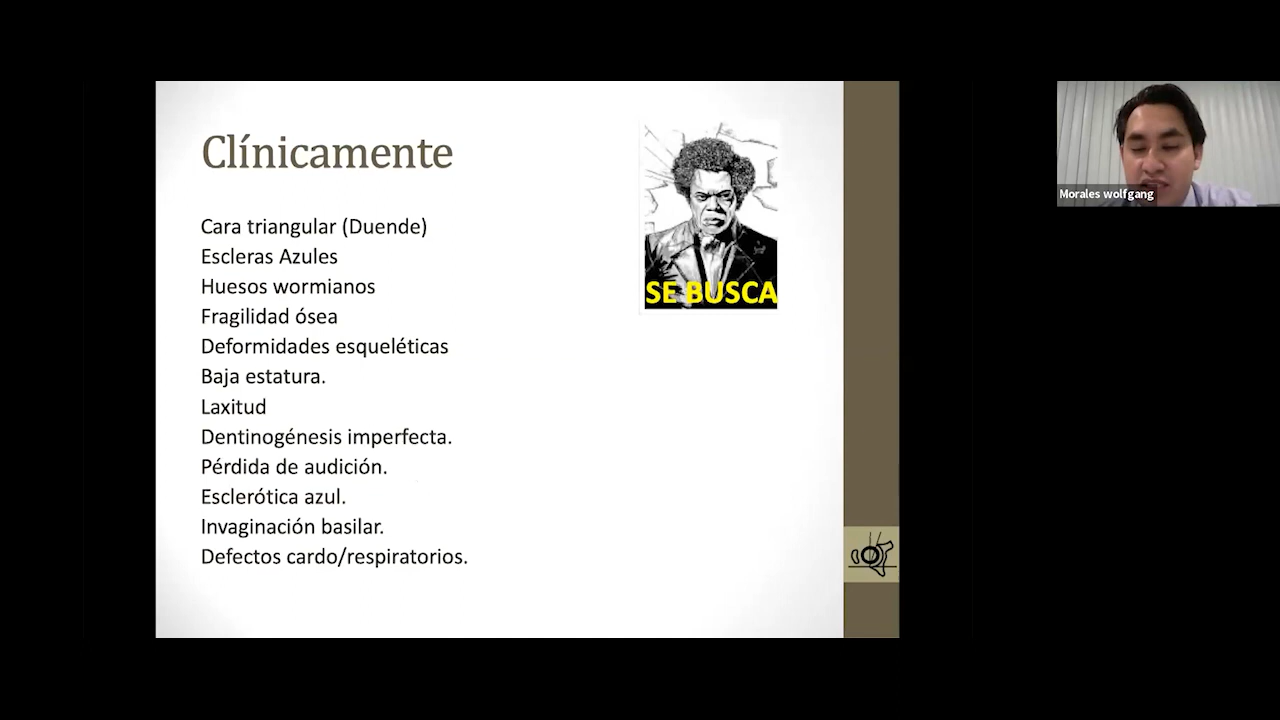 Clínicamente
Cara triangular (Duende)
Escleras Azules
Huesos wormianos
Fragilidad ósea
Deformidades esqueléticas
Baja estatura.
Laxitud
Dentinogénesis imperfecta.
Pérdida de audición.
Esclerótica azul.
Invaginación basilar.
Defectos cardo/respiratorios.
SE BUSCA
Morales wolfgang